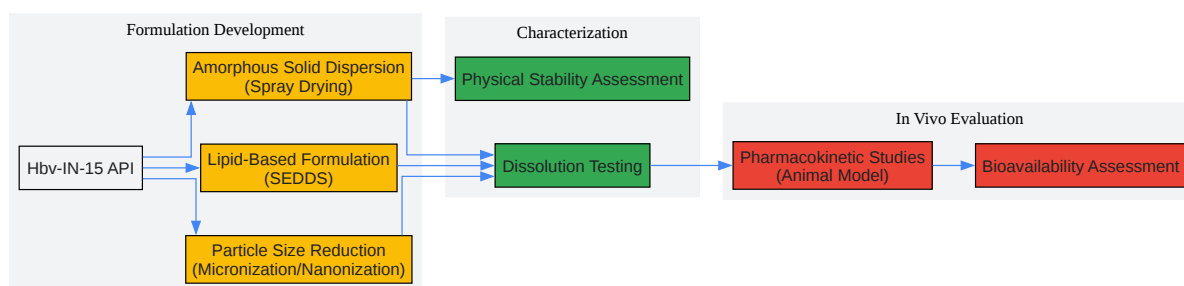 Formulation Development
Characterization
Amorphous Solid Dispersion
(Spray Drying)
Physical Stability Assessment
In Vivo Evaluation
Hbv-IN-15 API
Lipid-Based Formulation
(SEDDS)
Dissolution Testing
Pharmacokinetic Studies
(Animal Model)
Bioavailability Assessment
Particle Size Reduction
(Micronization/Nanonization)